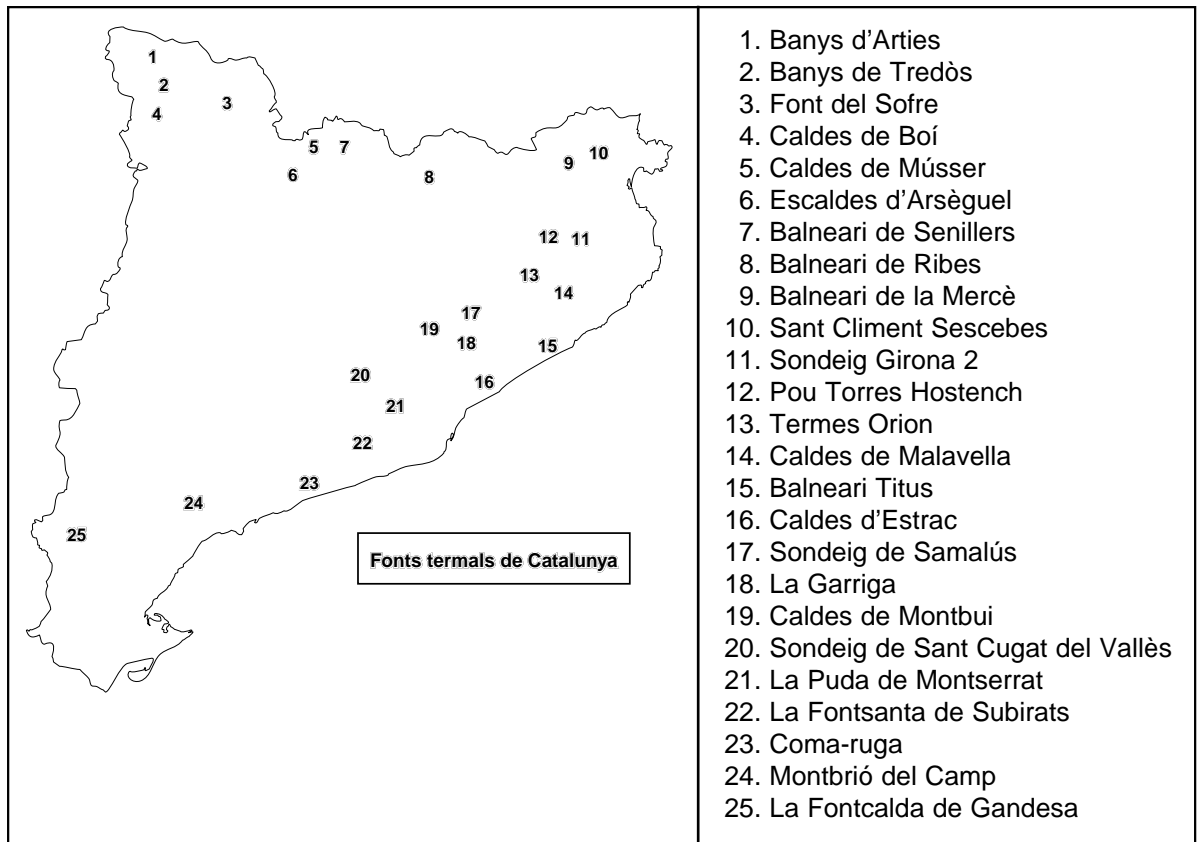 1
2
3
4
5
7
6
8
9
10
12
11
13
14
17
19
18
15
20
16
21
22
23
24
25
Fonts termals de Catalunya
1. Banys d’Arties
2. Banys de Tredòs
3. Font del Sofre
4. Caldes de Boí
5. Caldes de Músser
6. Escaldes d’Arsèguel
7. Balneari de Senillers
8. Balneari de Ribes
9. Balneari de la Mercè
10. Sant Climent Sescebes
11. Sondeig Girona 2
12. Pou Torres Hostench
13. Termes Orion
14. Caldes de Malavella
15. Balneari Titus
16. Caldes d’Estrac
17. Sondeig de Samalús
18. La Garriga
19. Caldes de Montbui
20. Sondeig de Sant Cugat del Vallès
21. La Puda de Montserrat
22. La Fontsanta de Subirats
23. Coma-ruga
24. Montbrió del Camp
25. La Fontcalda de Gandesa